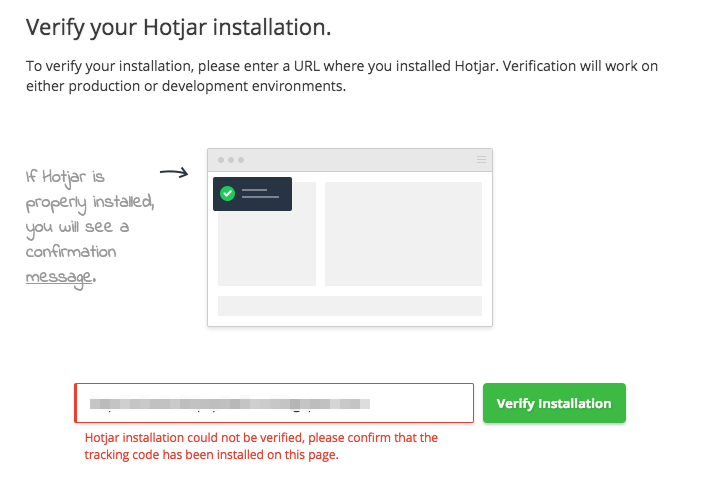 Verify your Hotjar installation.
To verify your installation, please enter a URL where you installed Hotjar. Verification will work on
either production or development environments.
If Hotjar is
properly installed,
you will see a
confirmation
message.
Verify Installation
Hotjar installation could not be verified, please confirm that the
tracking code has been installed on this page.